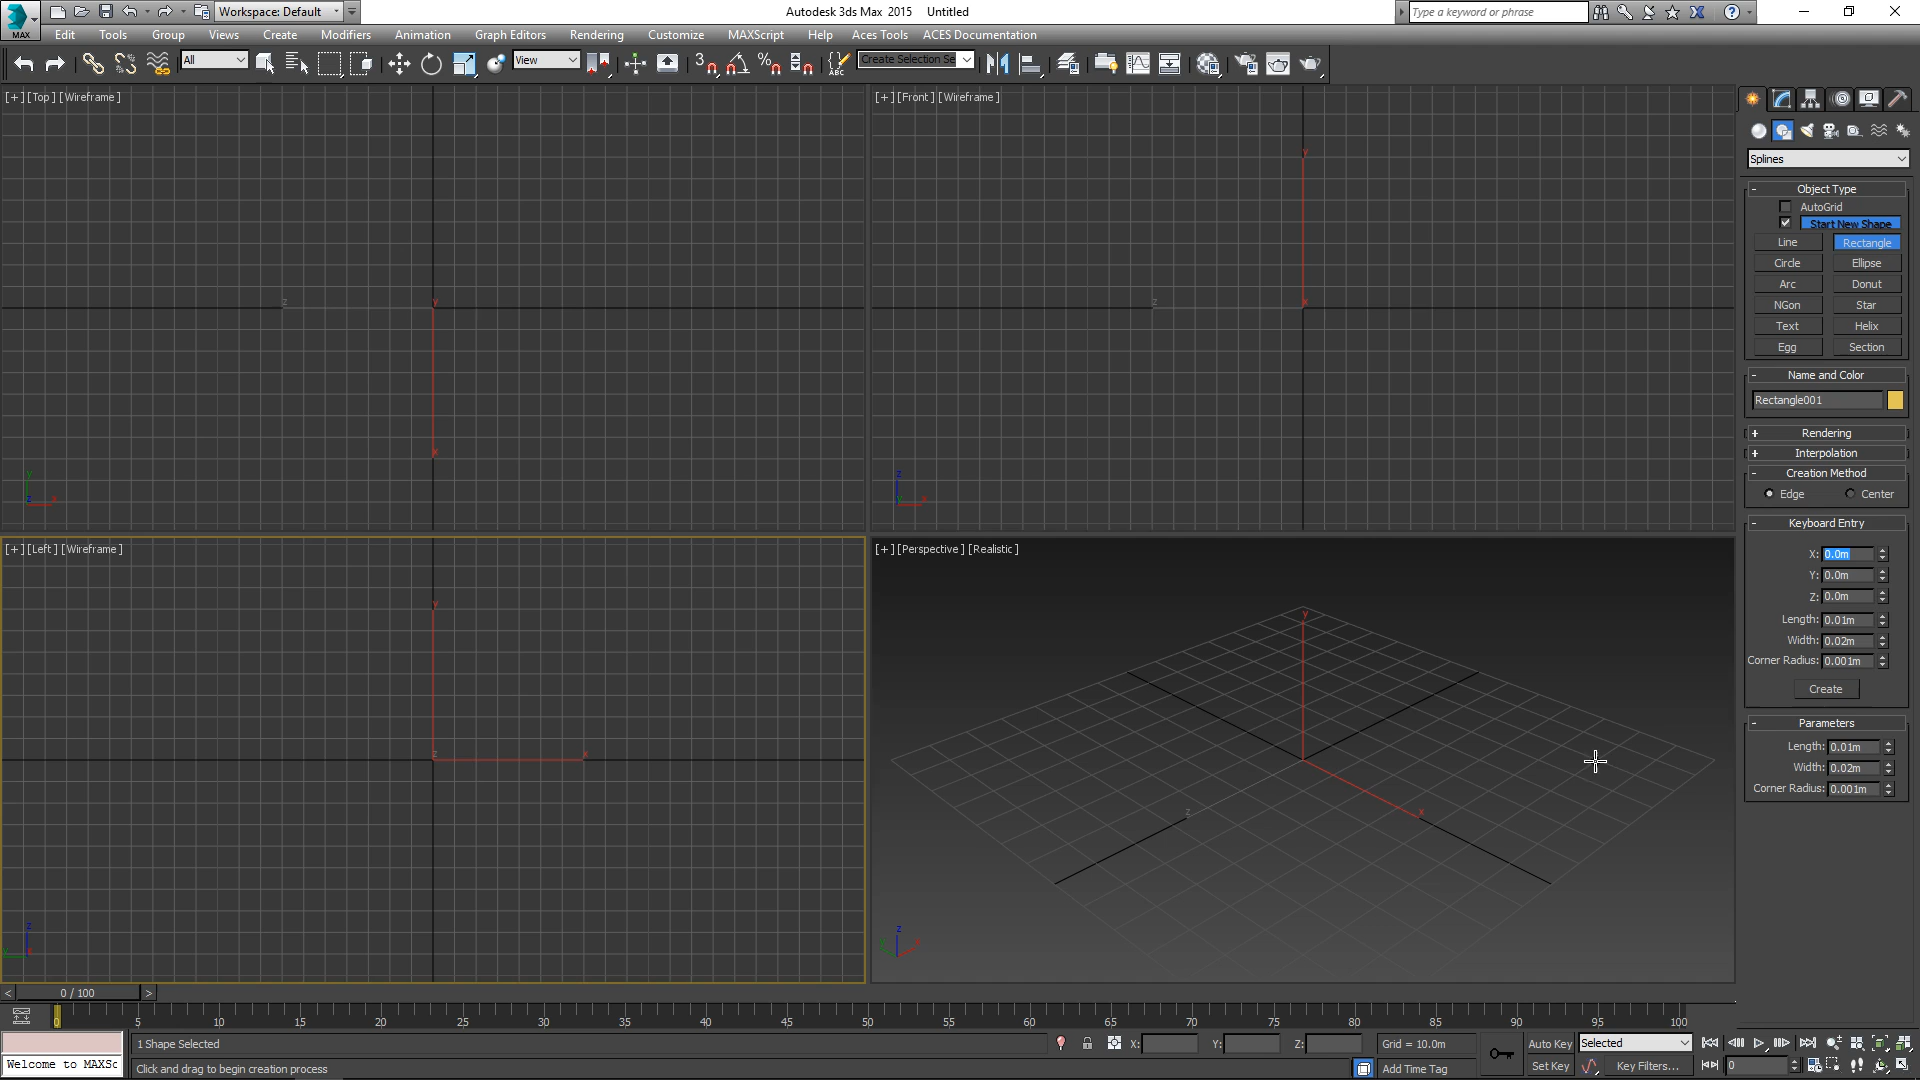 MAX
Workspace: Default
Autodesk 3ds Max 2015 Untitled
Type a keyword or phrase
Edit Tools Group Views Create Modifiers Animation Graph Editors Rendering Customize MAXScript Help Aces Tools ACES Documentation
All
View
3
%
ABC
Create Selection Se
[+] [Top] [Wireframe]
z
y
x
y
z
x
[+] [Front] [Wireframe]
y
z
x
z
y
x
[+] [Left] [Wireframe]
y
z
x
z
y
x
[+] [Perspective] [Realistic]
y
z
x
z
y
x
Splines
- Object Type
AutoGrid
Start New Shape
Line Rectangle
Circle Ellipse
Arc Donut
NGon Star
Text Helix
Egg Section
- Name and Color
Rectangle001
+ Rendering
+ Interpolation
- Creation Method
Edge Center
- Keyboard Entry
X: 0.0m
Y: 0.0m
Z: 0.0m
Length: 0.01m
Width: 0.02m
Corner Radius: 0.001m
Create
- Parameters
Length: 0.01m
Width: 0.02m
Corner Radius: 0.001m
< 0 / 100 >
0 5 10 15 20 25 30 35 40 45 50 55 60 65 70 75 80 85 90 95 100
1 Shape Selected
X: Y: Z:
Grid = 10.0m
Auto Key
Selected
Welcome to MAXSc
Click and drag to begin creation process
Add Time Tag
Set Key
Key Filters...
0